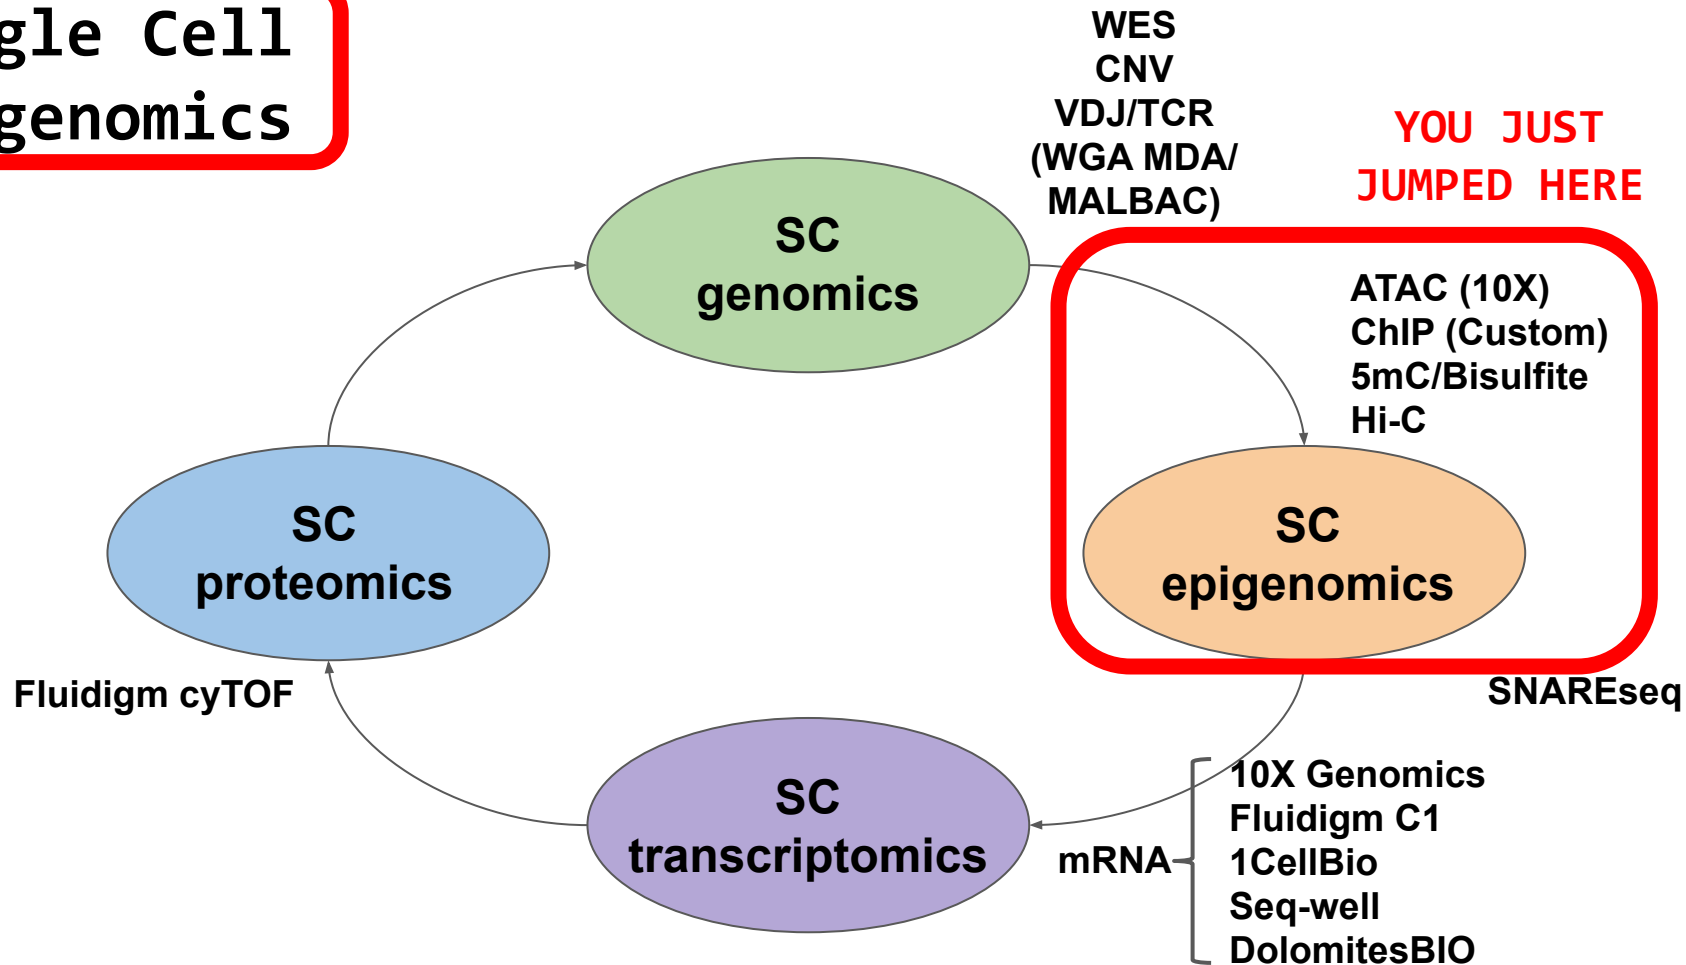 gle Cell
genomics
WES
CNV
VDJ/TCR
(WGA MDA/
MALBAC)
YOU JUST
JUMPED HERE
SC
genomics
ATAC (10X)
ChIP (Custom)
5mC/Bisulfite
Hi-C
SC
proteomics
SC
epigenomics
Fluidigm cyTOF
SNAREseq
SC
transcriptomics
mRNA
10X Genomics
Fluidigm C1
1CellBio
Seq-well
DolomitesBIO